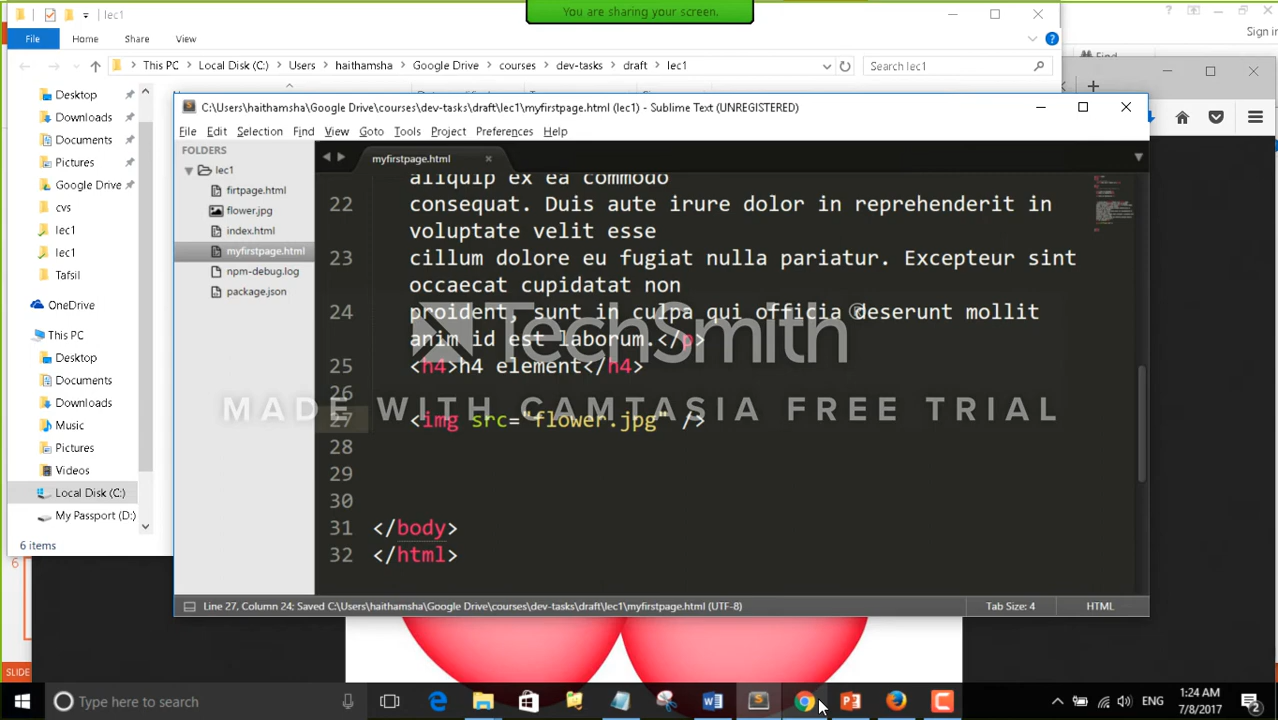 You are sharing your screen.
lec1
File Home Share View
Sign in
Find
This PC Local Disk (C:) Users haithamsha Google Drive courses dev-tasks draft lec1
Search lec1
Desktop
Downloads
Documents
Pictures
Google Drive
cvs
lec1
lec1
Tafsil
OneDrive
This PC
Desktop
Documents
Downloads
Music
Pictures
Videos
Local Disk (C:)
My Passport (D:)
6 items
6
SLIDE
C:\Users\haithamsha\Google Drive\courses\dev-tasks\draft\lec1\myfirstpage.html (lec1) - Sublime Text (UNREGISTERED)
File Edit Selection Find View Goto Tools Project Preferences Help
FOLDERS
lec1
firtpage.html
flower.jpg
index.html
myfirstpage.html
npm-debug.log
package.json
myfirstpage.html
aliquip ex ea commodo
22 consequat. Duis aute irure dolor in reprehenderit in
voluptate velit esse
23 cillum dolore eu fugiat nulla pariatur. Excepteur sint
occaecat cupidatat non
24 proident, sunt in culpa qui officia deserunt mollit
anim id est laborum.</p>
25 <h4>h4 element</h4>
26
27 <img src="flower.jpg" />
28
29
30
31 </body>
32 </html>
TechSmith®
MADE WITH CAMTASIA FREE TRIAL
Line 27, Column 24; Saved C:\Users\haithamsha\Google Drive\courses\dev-tasks\draft\lec1\myfirstpage.html (UTF-8)
Tab Size: 4
HTML
Type here to search
ENG
1:24 AM
7/8/2017
2